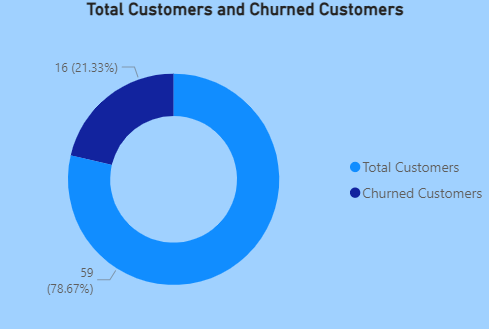 Total Customers and Churned Customers
16 (21.33%)
Total Customers
Churned Customers
59
(78.67%)